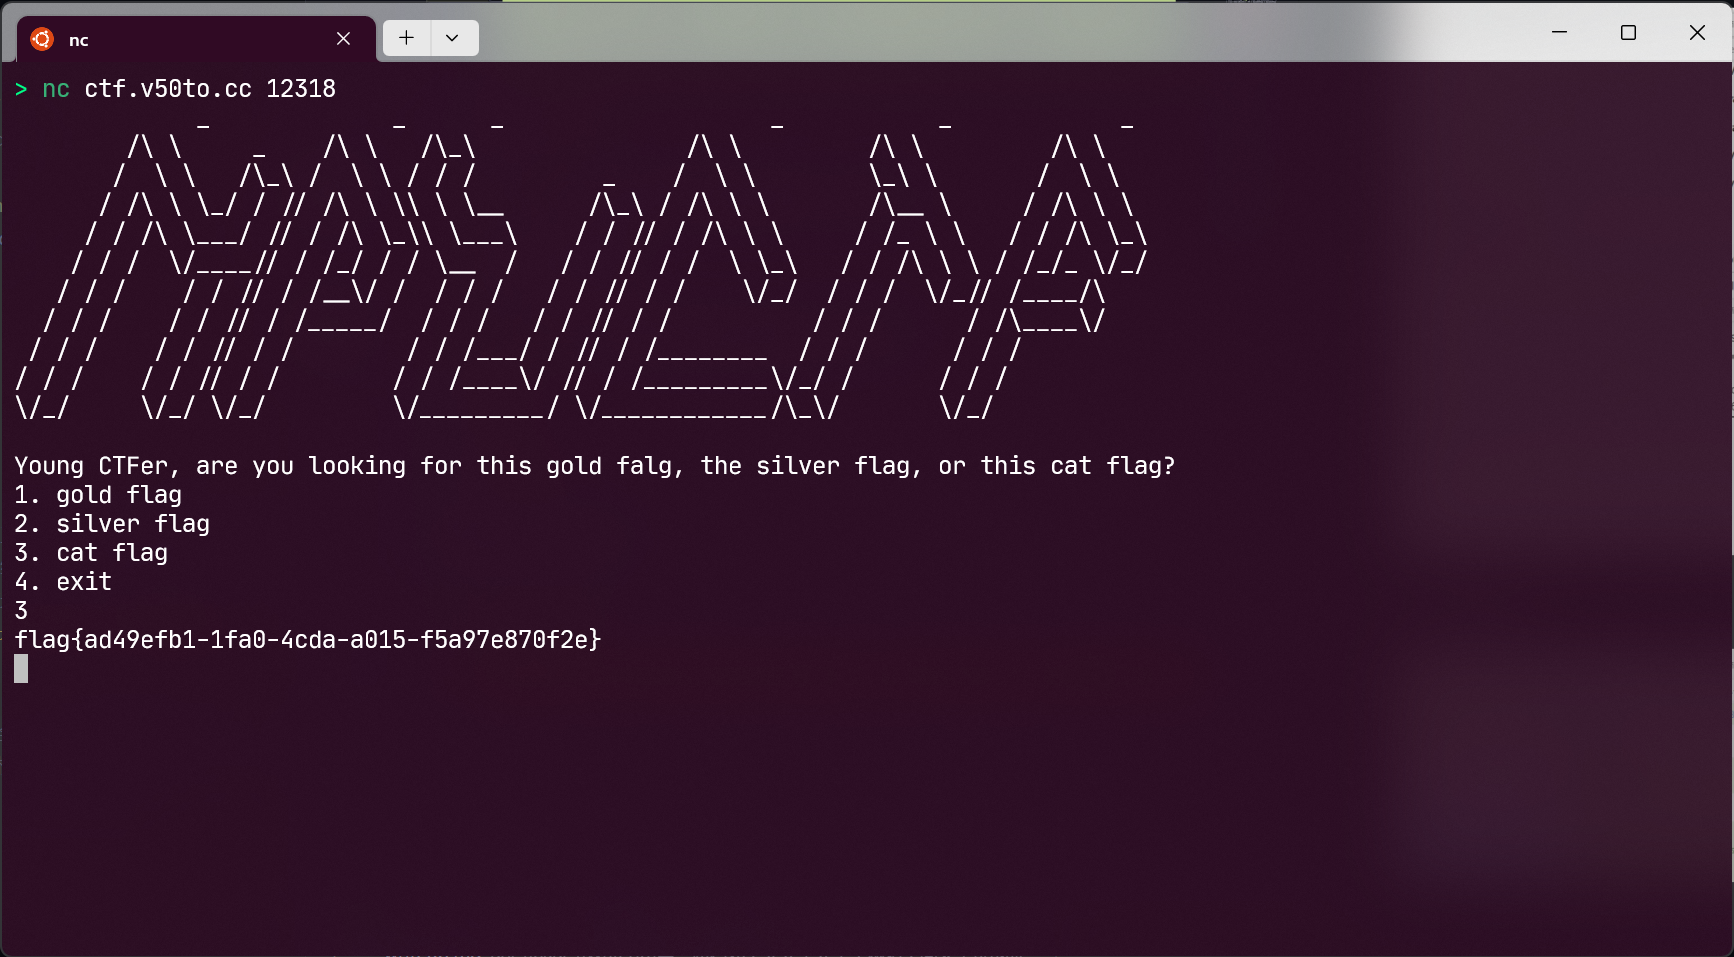 nc
> nc ctf.v50to.cc 12318
Young CTFer, are you looking for this gold falg, the silver flag, or this cat flag?
1. gold flag
2. silver flag
3. cat flag
4. exit
3
flag{ad49efb1-1fa0-4cda-a015-f5a97e870f2e}